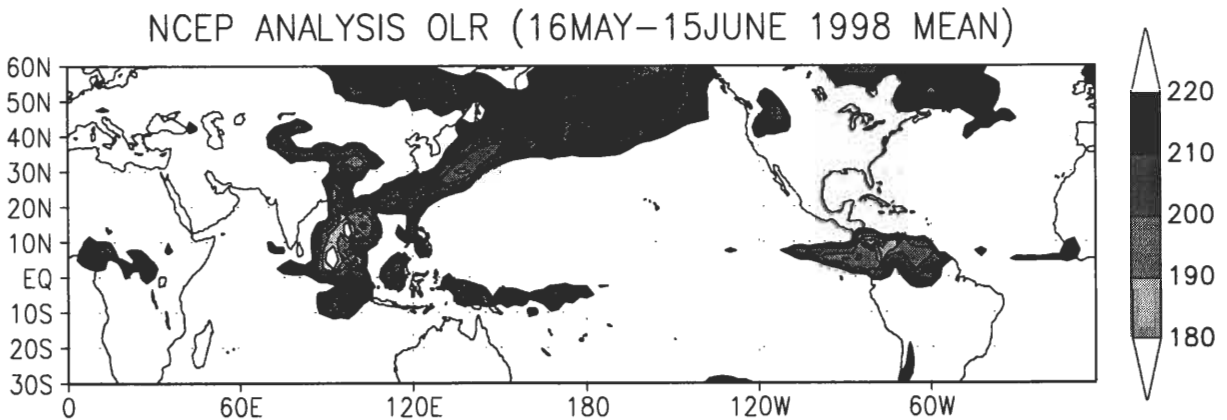 NCEP ANALYSIS OLR (16MAY-15JUNE 1998 MEAN)
60N
50N
40N
30N
20N
10N
EQ
10S
20S
30S
0 60E 120E 180 120W 60W
220
210
200
190
180